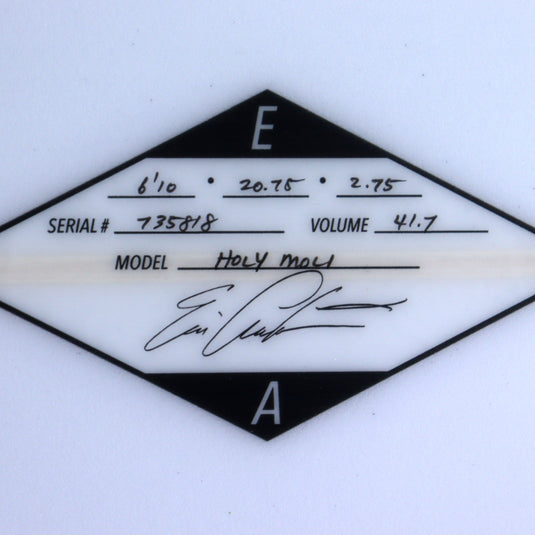 E
6'10 • 20.75 • 2.75
SERIAL # 735818 VOLUME 41.7
MODEL HOLY MOLI
A